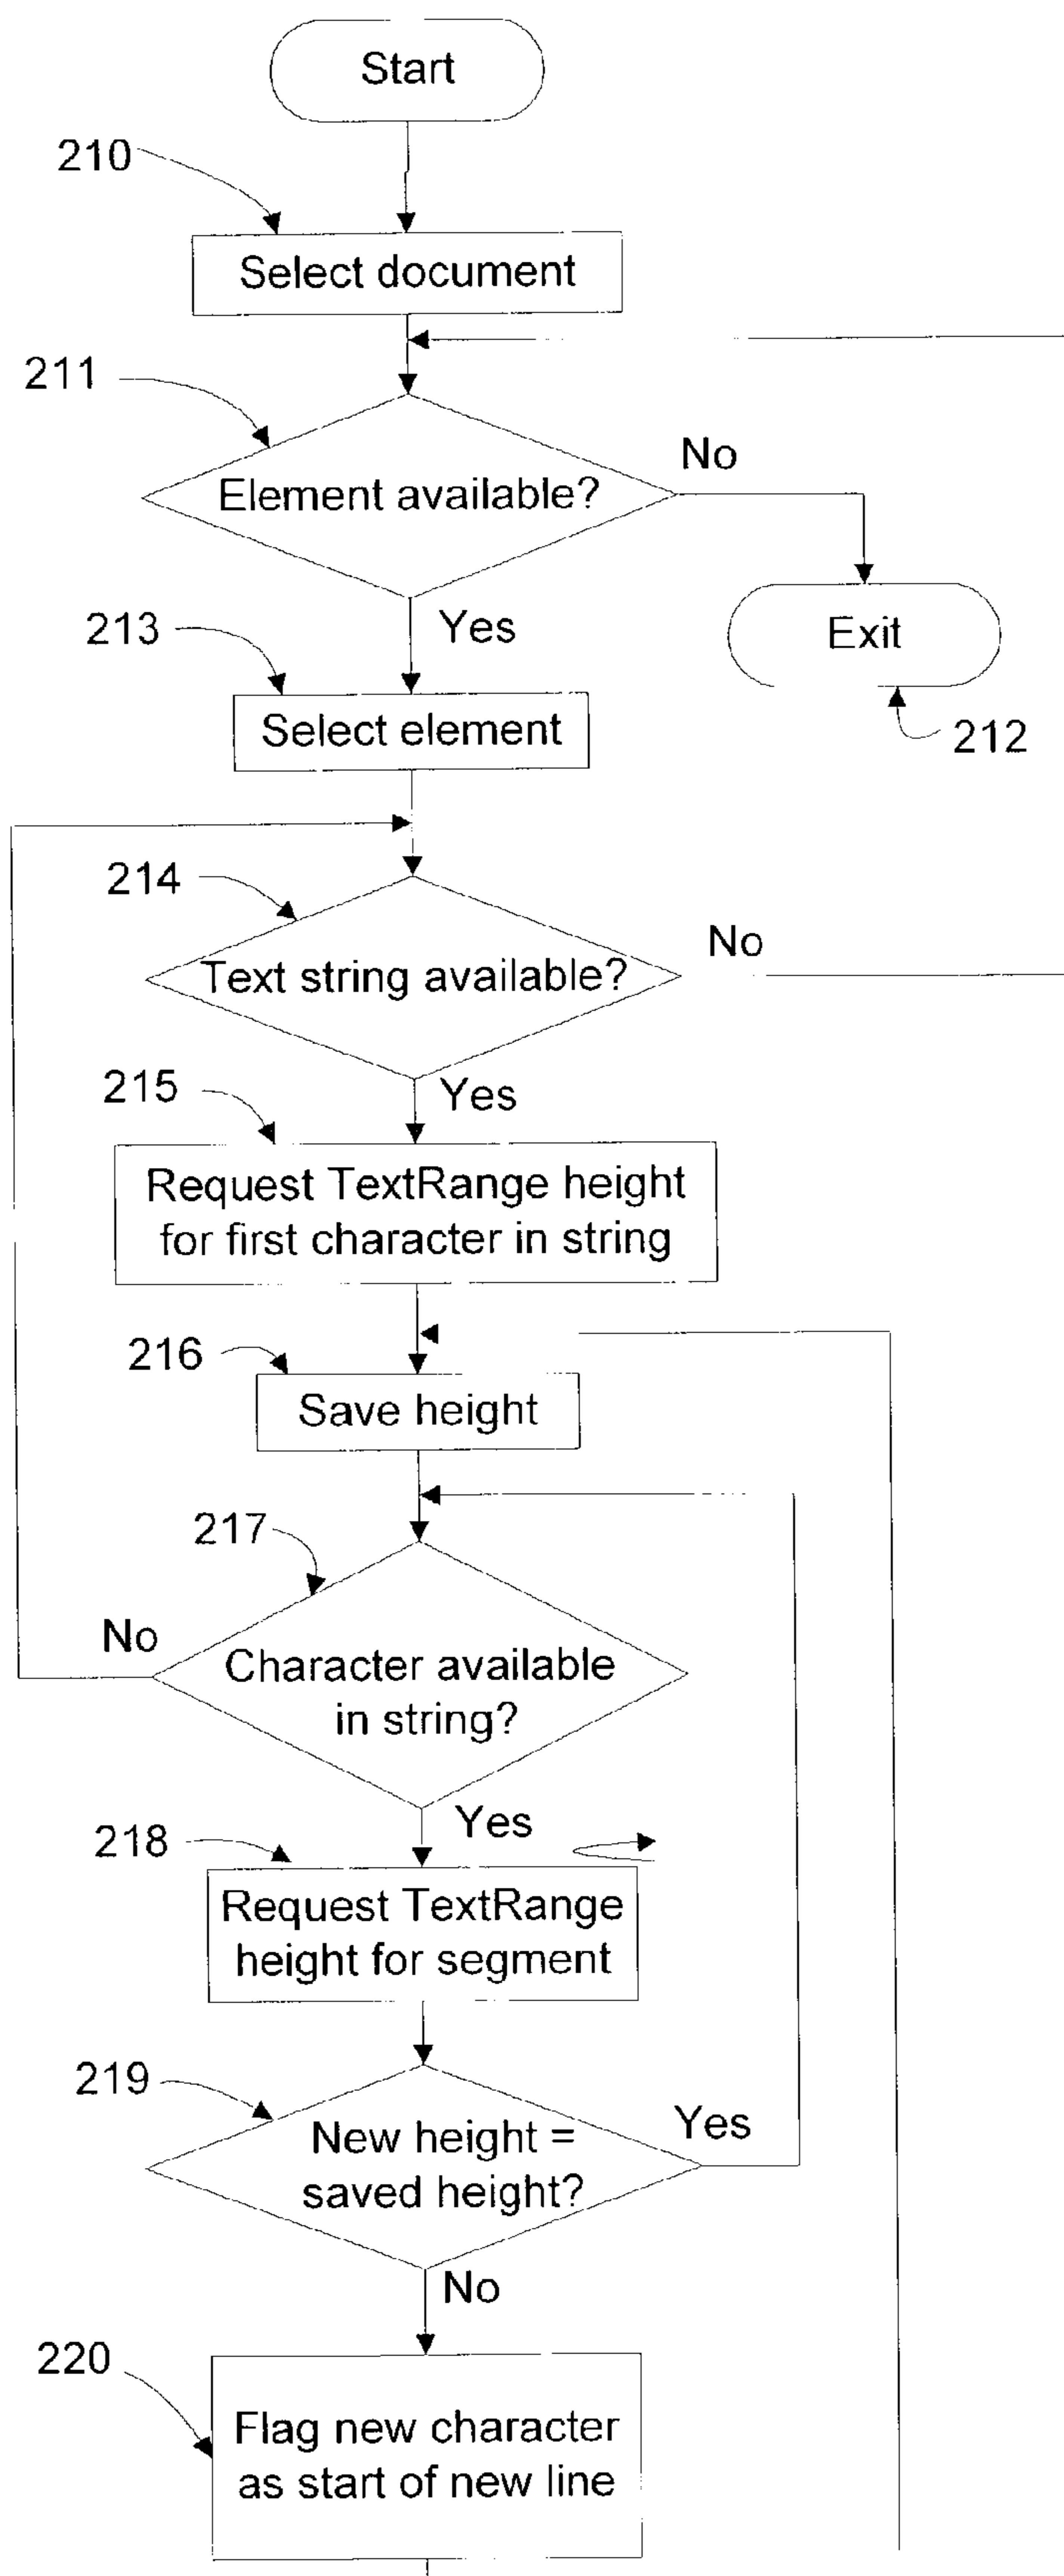 Start
210
Select document
211
No
Element available?
Yes
213
Exit
Select element
212
214
No
Text string available?
215
Yes
Request TextRange height
for first character in string
216
Save height
217
No
Character available
in string?
Yes
218
Request TextRange
height for segment
219
Yes
New height =
saved height?
No
220
Flag new character
as start of new line